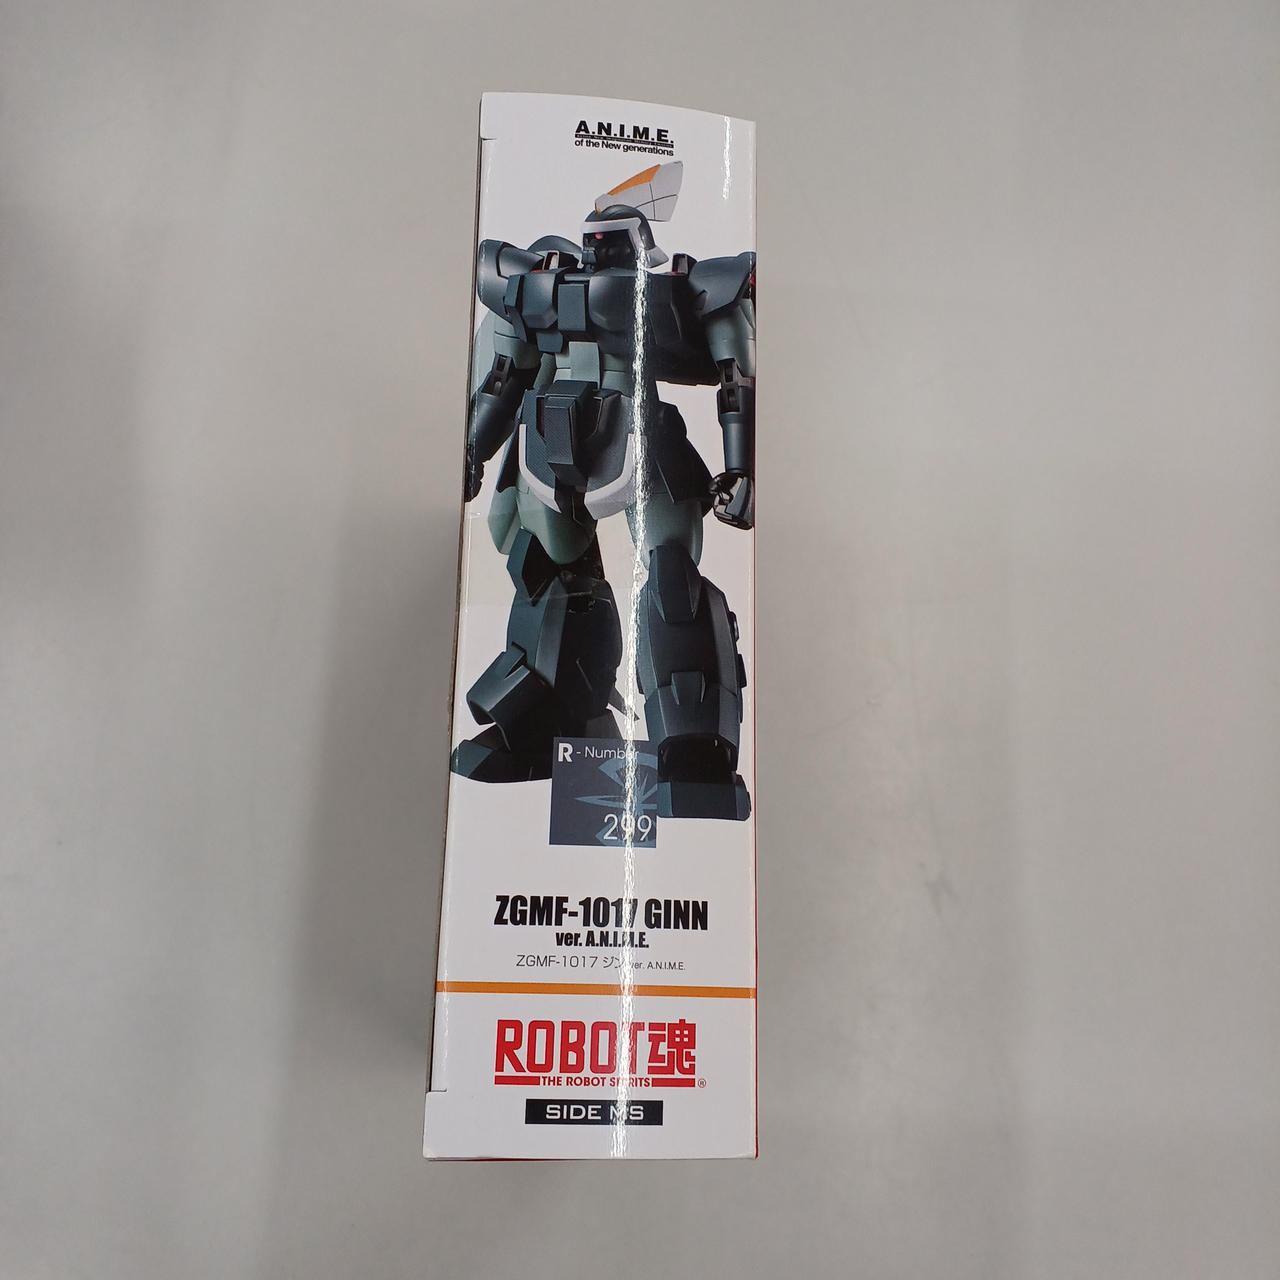 A.N.I.M.E.
of the New generations
R - Number
299
ZGMF-1017 GINN
ver. A.N.I.M.E.
ZGMF-1017 ジン ver. A.N.I.M.E.
ROBOT魂
THE ROBOT SPIRITS
®
SIDE MS